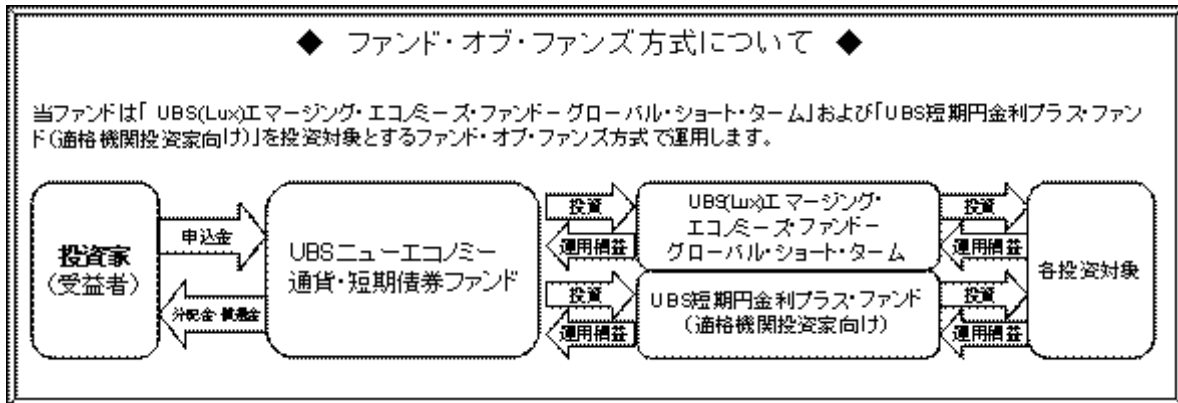 ◆ ファンド・オブ・ファンズ方式について ◆
当ファンドは「UBS(Lux)エマージング・エコノミーズ・ファンド－グローバル・ショート・ターム」および「UBS短期円金利プラス・ファン
ド(適格機関投資家向け)」を投資対象とするファンド・オブ・ファンズ方式で運用します。
投資家
(受益者)
申込金
分配金・償還金
UBSニューエコノミー
通貨・短期債券ファンド
投資
運用損益
投資
運用損益
UBS(Lux)エマージング・
エコノミーズ・ファンド－
グローバル・ショート・ターム
UBS短期円金利プラス・ファンド
(適格機関投資家向け)
投資
運用損益
投資
運用損益
各投資対象